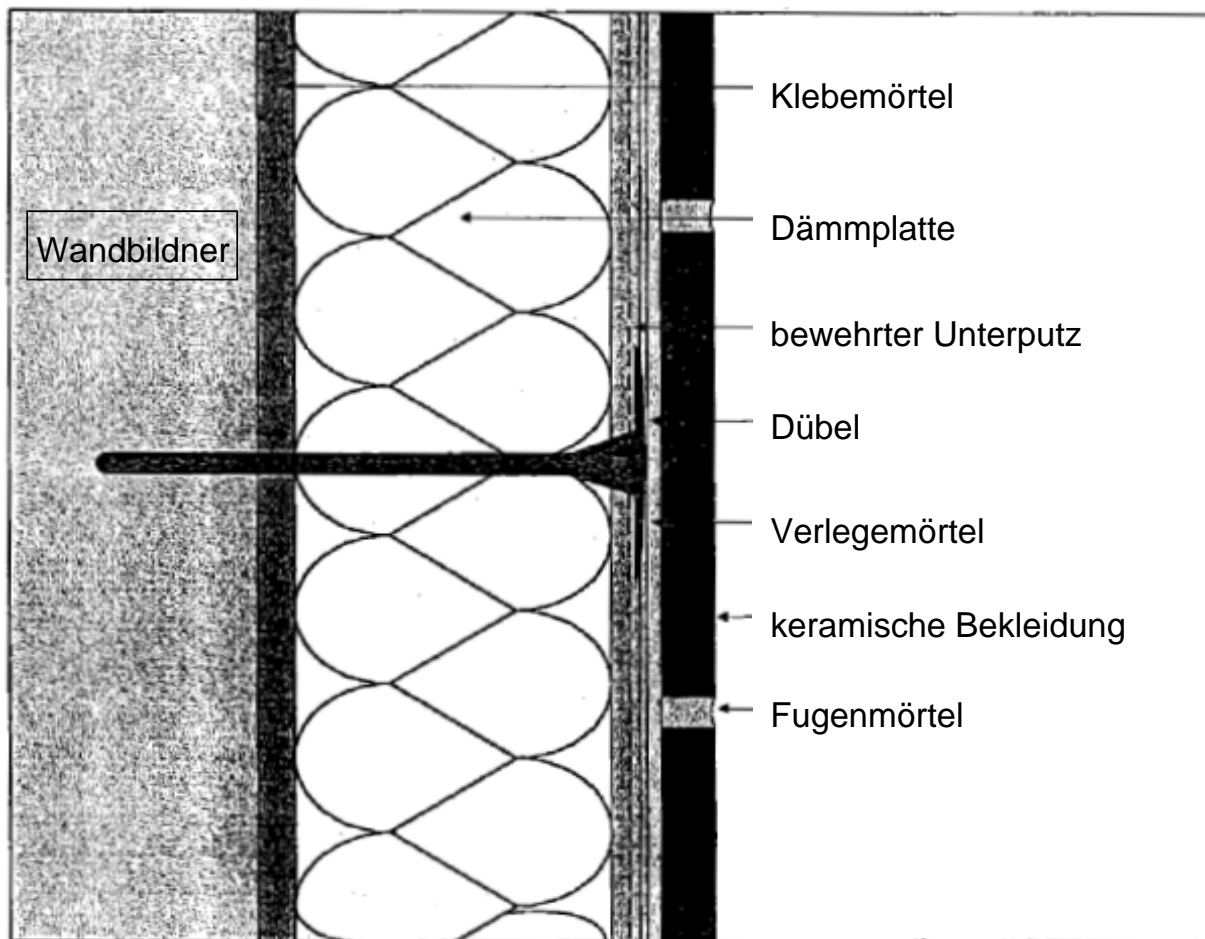 Klebemörtel
Dämmplatte
Wandbildner
bewehrter Unterputz
Dübel
Verlegemörtel
keramische Bekleidung
Fugenmörtel